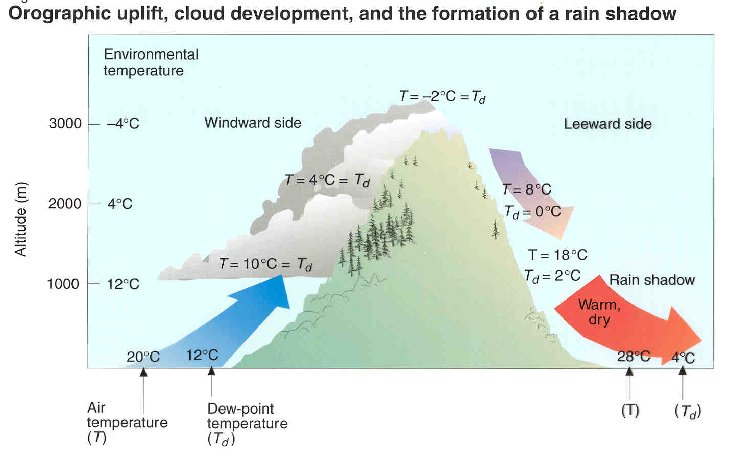 Orographic uplift, cloud development, and the formation of a rain shadow
Environmental
temperature
T = –2°C = Td
3000
–4°C
Windward side
Leeward side
T = 4°C = Td
T = 8°C
Td = 0°C
2000
4°C
Altitude (m)
T = 10°C = Td
T = 18°C
Td = 2°C
1000
12°C
Rain shadow
Warm,
dry
20°C
12°C
28°C
4°C
Air
temperature
(T)
Dew-point
temperature
(Td)
(T)
(Td)